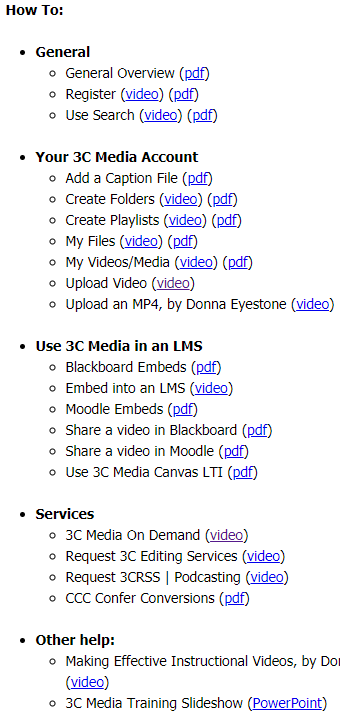 How To:
General
General Overview (pdf)
Register (video) (pdf)
Use Search (video) (pdf)
Your 3C Media Account
Add a Caption File (pdf)
Create Folders (video) (pdf)
Create Playlists (video) (pdf)
My Files (video) (pdf)
My Videos/Media (video) (pdf)
Upload Video (video)
Upload an MP4, by Donna Eyestone (video)
Use 3C Media in an LMS
Blackboard Embeds (pdf)
Embed into an LMS (video)
Moodle Embeds (pdf)
Share a video in Blackboard (pdf)
Share a video in Moodle (pdf)
Use 3C Media Canvas LTI (pdf)
Services
3C Media On Demand (video)
Request 3C Editing Services (video)
Request 3CRSS | Podcasting (video)
CCC Confer Conversions (pdf)
Other help:
Making Effective Instructional Videos, by
(video)
3C Media Training Slideshow (PowerPoint)